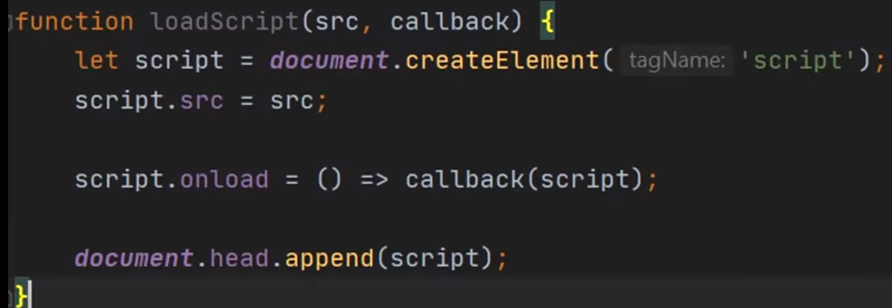 function loadScript(src, callback) {
let script = document.createElement( tagName: 'script');
script.src = src;
script.onload = () => callback(script);
document.head.append(script);
}